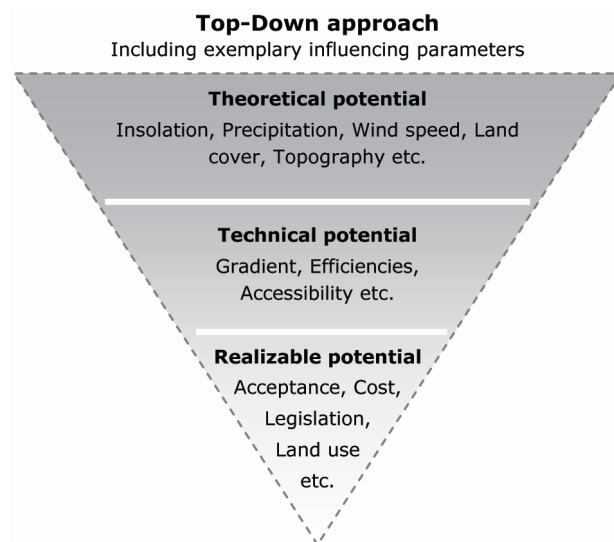 Top-Down approach
Including exemplary influencing parameters
Theoretical potential
Insolation, Precipitation, Wind speed, Land
cover, Topography etc.
Technical potential
Gradient, Efficiencies,
Accessibility etc.
Realizable potential
Acceptance, Cost,
Legislation,
Land use
etc.